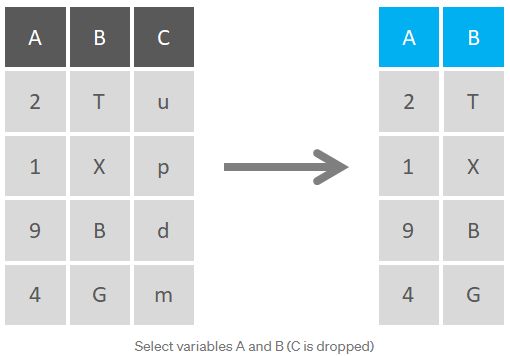 A B C A B
2 T u 2 T
1 X p 1 X
9 B d 9 B
4 G m 4 G
Select variables A and B (C is dropped)